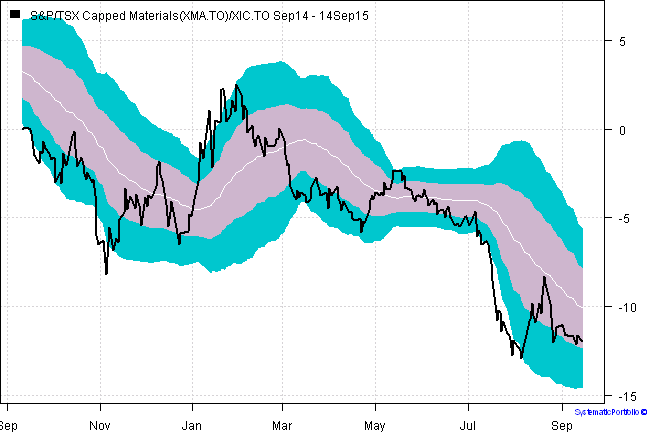 S&P/TSX Capped Materials(XMA.TO)/XIC.TO Sep14 - 14Sep15
5
0
-5
-10
-15
Sep Nov Jan Mar May Jul Sep
SystematicPortfolio ©